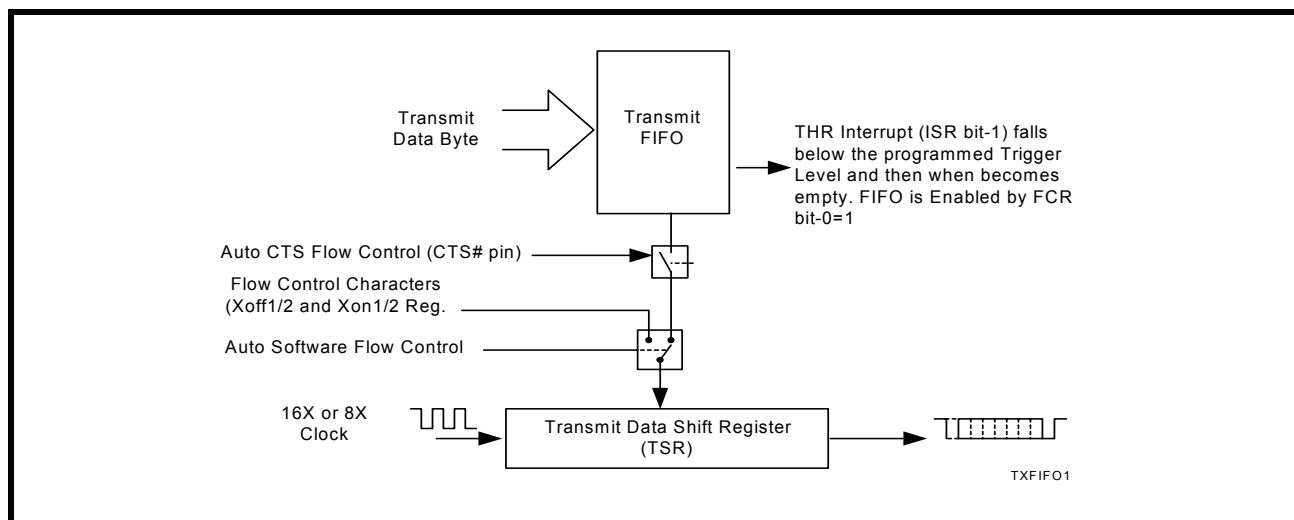 Transmit
Data Byte
Transmit
FIFO
THR Interrupt (ISR bit-1) falls
below the programmed Trigger
Level and then when becomes
empty. FIFO is Enabled by FCR
bit-0=1
Auto CTS Flow Control (CTS# pin)
Flow Control Characters
(Xoff1/2 and Xon1/2 Reg.
Auto Software Flow Control
16X or 8X
Clock
Transmit Data Shift Register
(TSR)
TXFIFO1